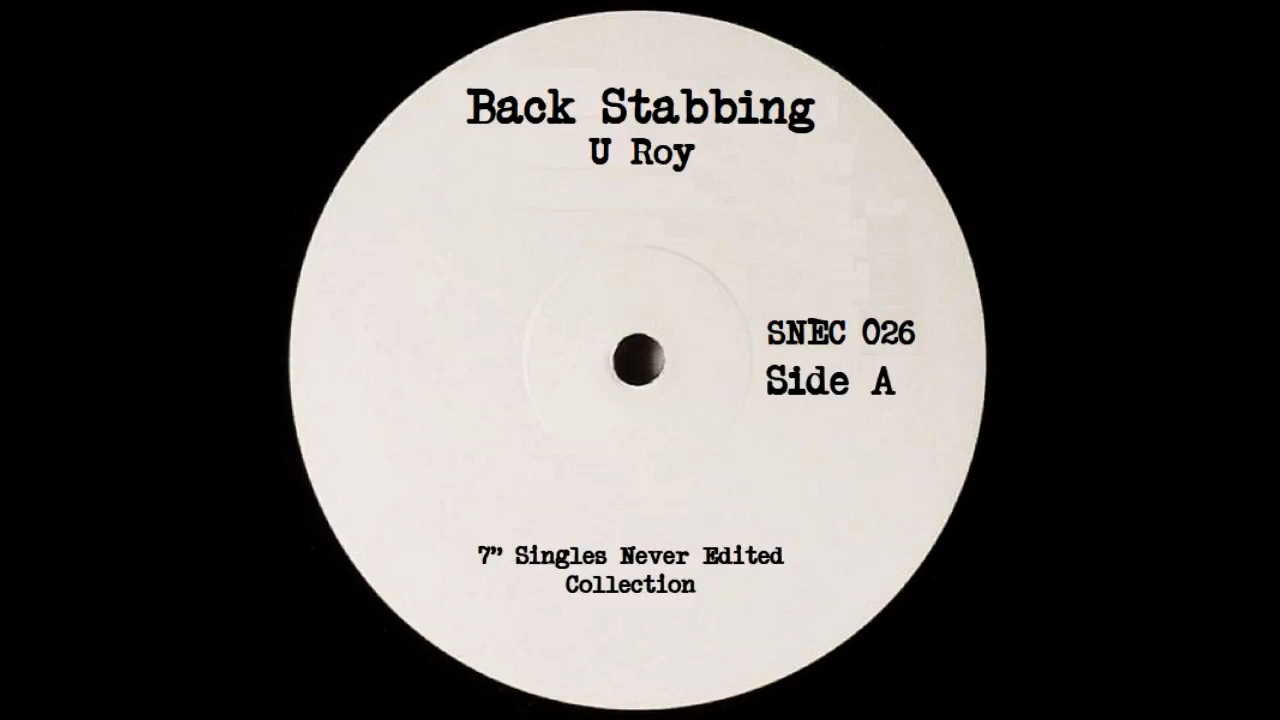 Back Stabbing
U Roy
SNEC 026
Side A
7” Singles Never Edited
Collection